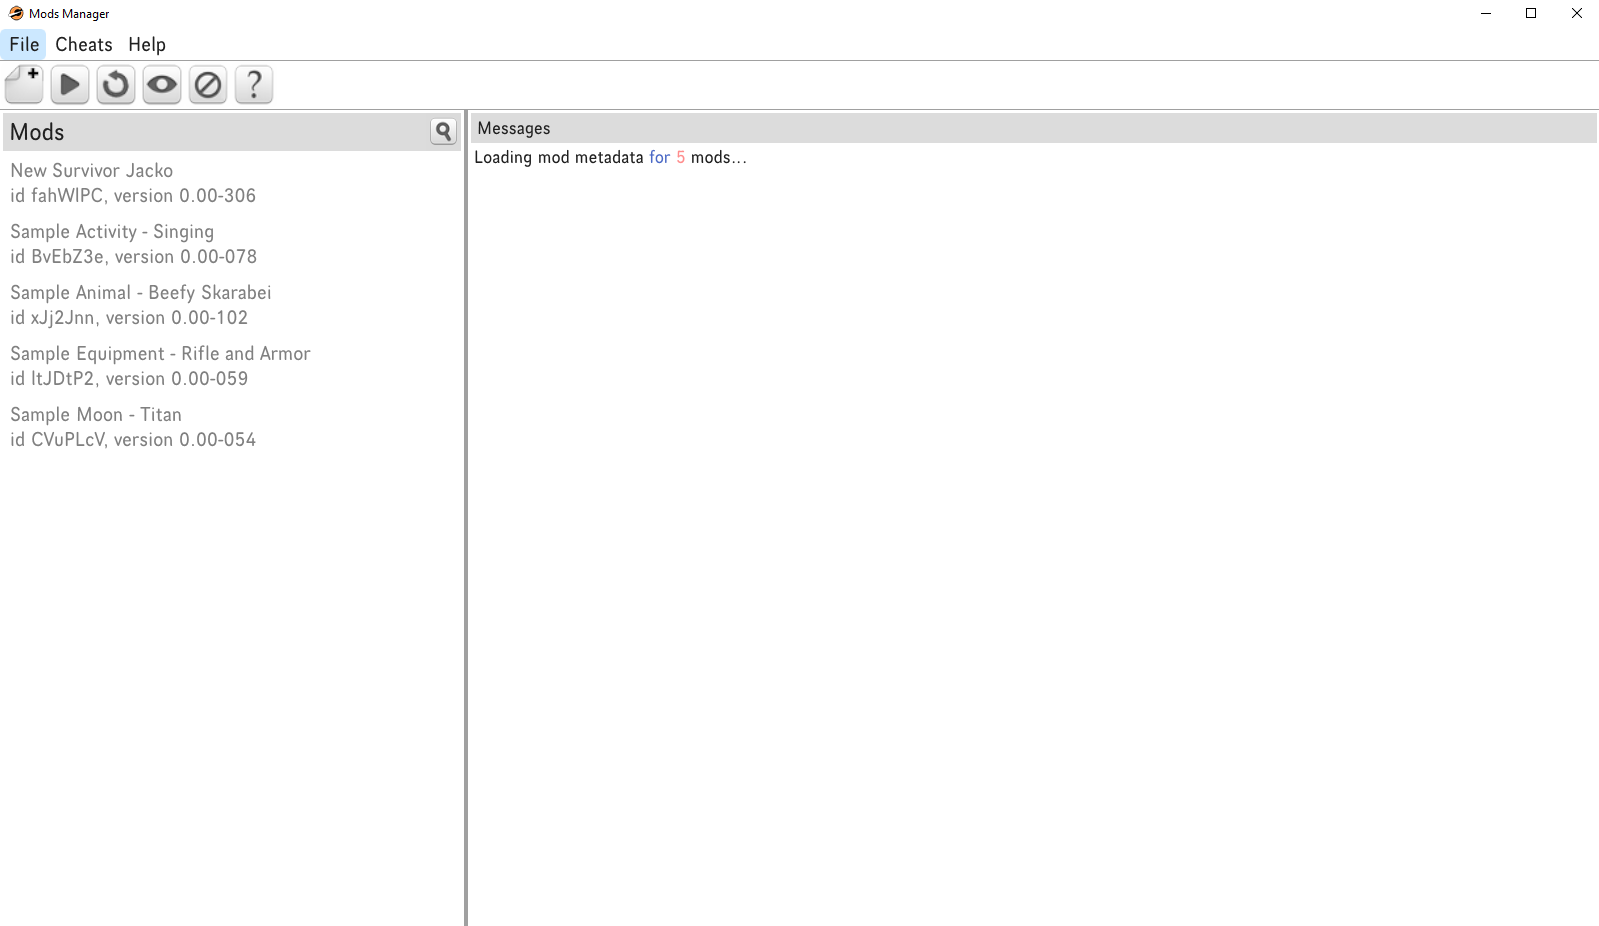 Mods Manager
File Cheats Help
Mods
New Survivor Jacko
id fahWlPC, version 0.00-306
Sample Activity - Singing
id BvEbZ3e, version 0.00-078
Sample Animal - Beefy Skarabei
id xJj2Jnn, version 0.00-102
Sample Equipment - Rifle and Armor
id ltJDtP2, version 0.00-059
Sample Moon - Titan
id CVuPLcV, version 0.00-054
Messages
Loading mod metadata for 5 mods...